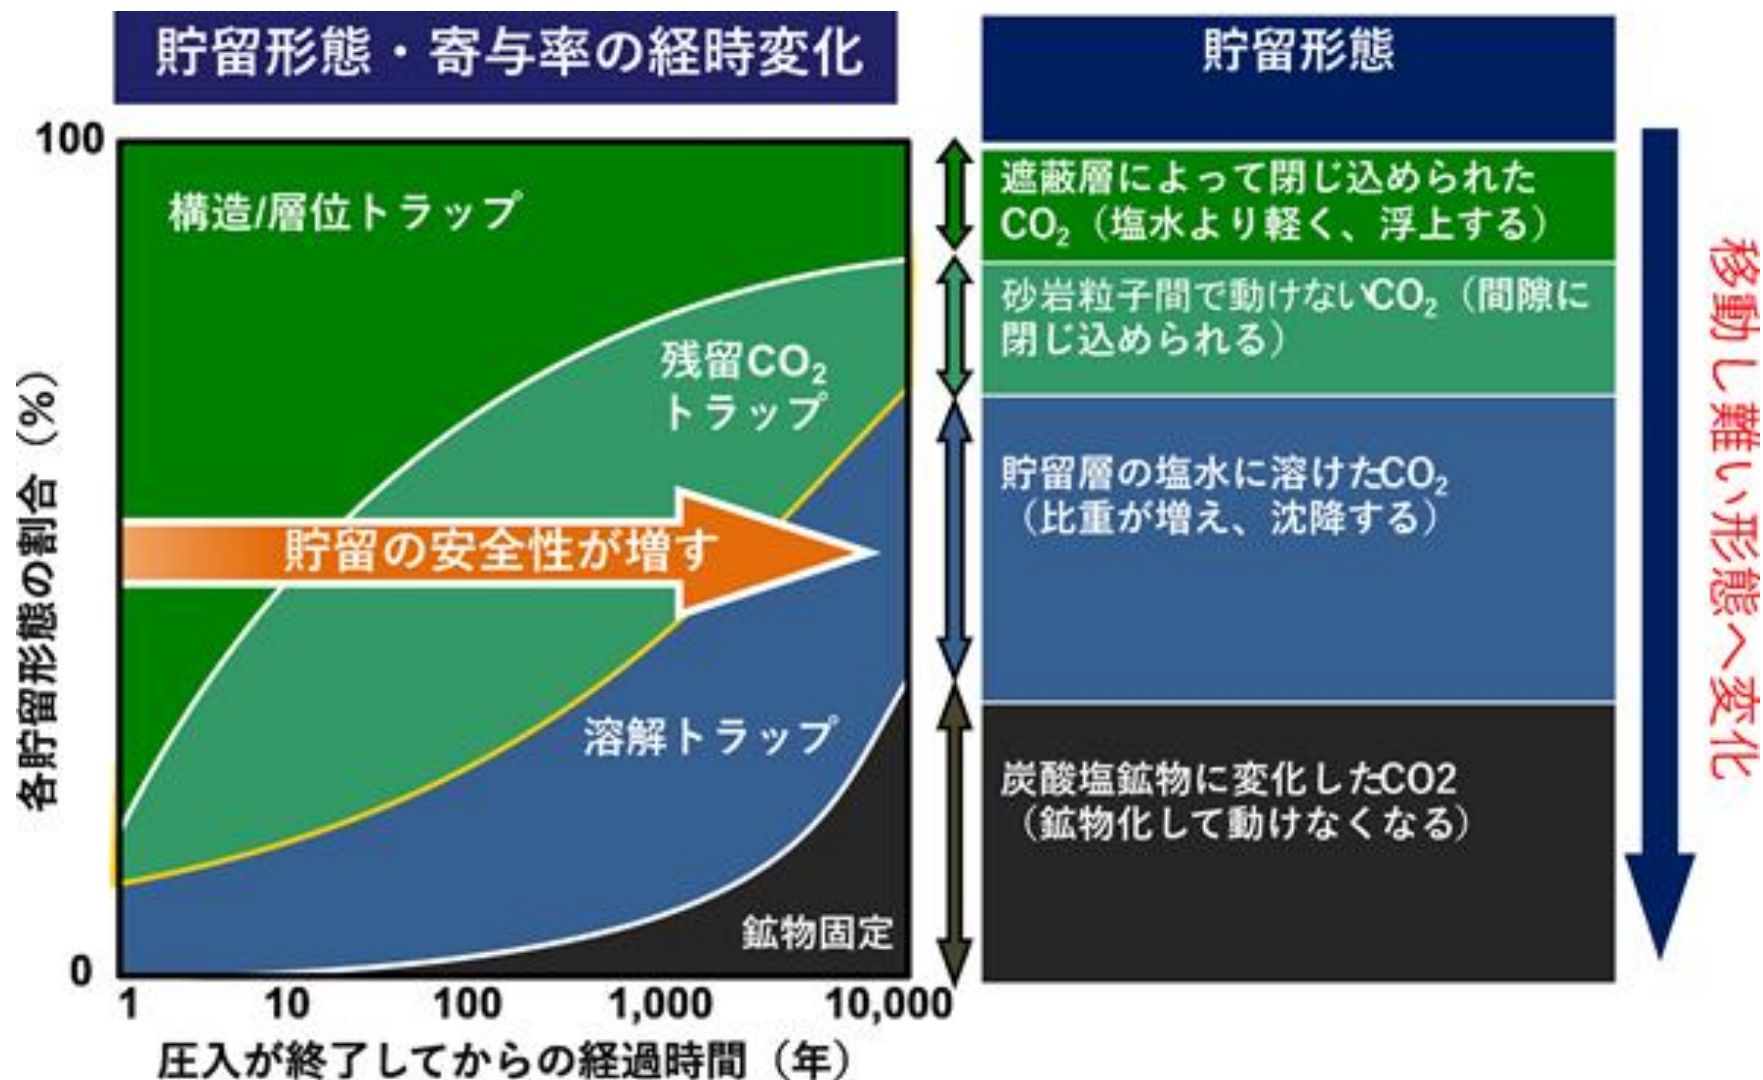 貯留形態・寄与率の経時変化
貯留形態
100
構造/層位トラップ
残留CO₂
トラップ
貯留の安全性が増す
溶解トラップ
鉱物固定
0
1 10 100 1,000 10,000
圧入が終了してからの経過時間（年）
各貯留形態の割合（%）
遮蔽層によって閉じ込められた
CO₂（塩水より軽く、浮上する）
砂岩粒子間で動けないCO₂（間隙に
閉じ込められる）
貯留層の塩水に溶けたCO₂
（比重が増え、沈降する）
炭酸塩鉱物に変化したCO2
（鉱物化して動けなくなる）
移動し難い形態へ変化